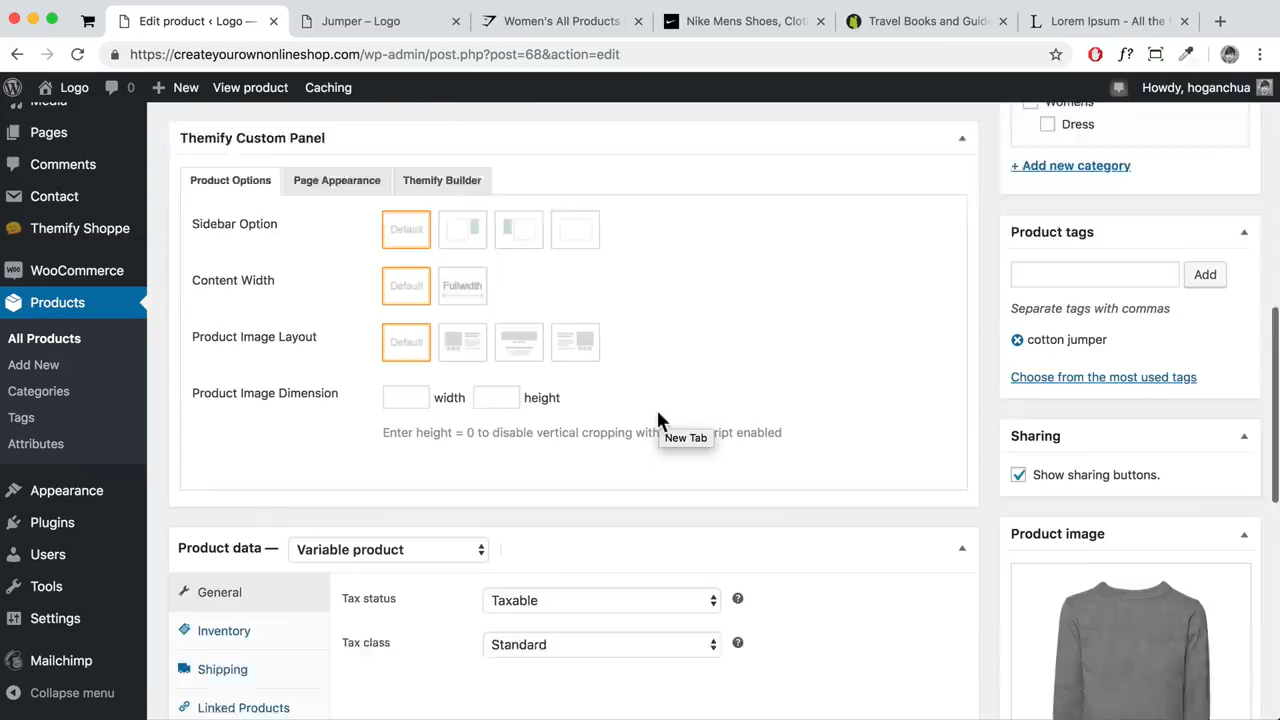 Edit product ‹ Logo —
Jumper – Logo
Women's All Products
Nike Mens Shoes, Clot
Travel Books and Guide
Lorem Ipsum - All the f
https://createyourownonlineshop.com/wp-admin/post.php?post=68&action=edit
f?
Logo
0
New
View product
Caching
Howdy, hoganchua
Media
Pages
Comments
Contact
Themify Shoppe
WooCommerce
Products
All Products
Add New
Categories
Tags
Attributes
Appearance
Plugins
Users
Tools
Settings
Mailchimp
Collapse menu
Themify Custom Panel
Product Options
Page Appearance
Themify Builder
Sidebar Option
Default
Content Width
Default
Fullwidth
Product Image Layout
Default
Product Image Dimension
width
height
Enter height = 0 to disable vertical cropping with ript enabled
New Tab
Product data —
Variable product
General
Inventory
Shipping
Linked Products
Tax status
Taxable
Tax class
Standard
Womens
Dress
+ Add new category
Product tags
Add
Separate tags with commas
cotton jumper
Choose from the most used tags
Sharing
Show sharing buttons.
Product image